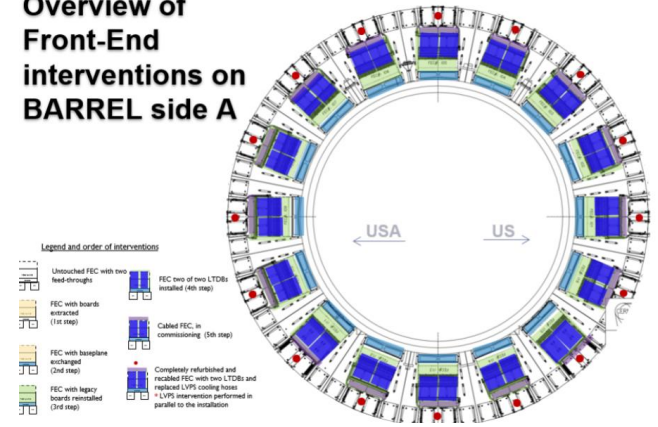 Overview of
Front-End
interventions on
BARREL side A
USA
US
Legend and order of interventions
Untouched FEC with two
feed-throughs
FEC with boards
extracted
(1st step)
FEC with baseplane
exchanged
(2nd step)
FEC with legacy
boards reinstalled
(3rd step)
FEC two of two LTDBs
installed (4th step)
Cabled FEC, in
commissioning (5th step)
Completely refurbished and
recabled FEC with two LTDBs and
replaced LVPS cooling hoses
* LVPS intervention performed in
parallel to the installation